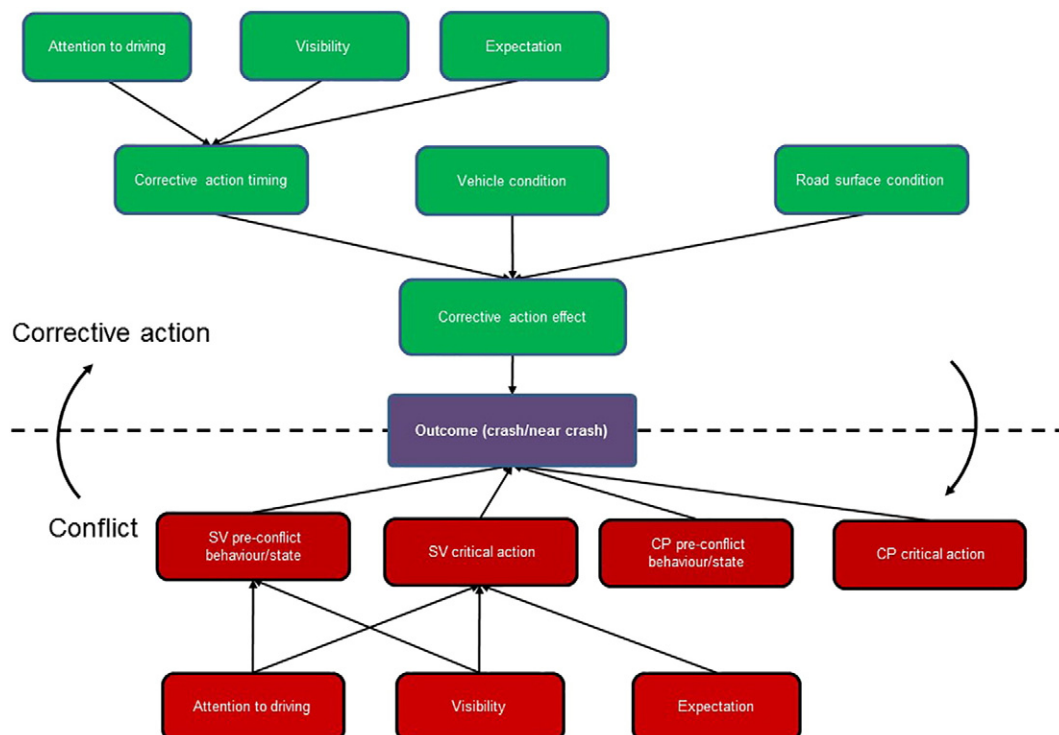 Attention to driving
Visibility
Expectation
Corrective action timing
Vehicle condition
Road surface condition
Corrective action effect
Corrective action
Outcome (crash/near crash)
Conflict
SV pre-conflict
behaviour/state
SV critical action
CP pre-conflict
behaviour/state
CP critical action
Attention to driving
Visibility
Expectation